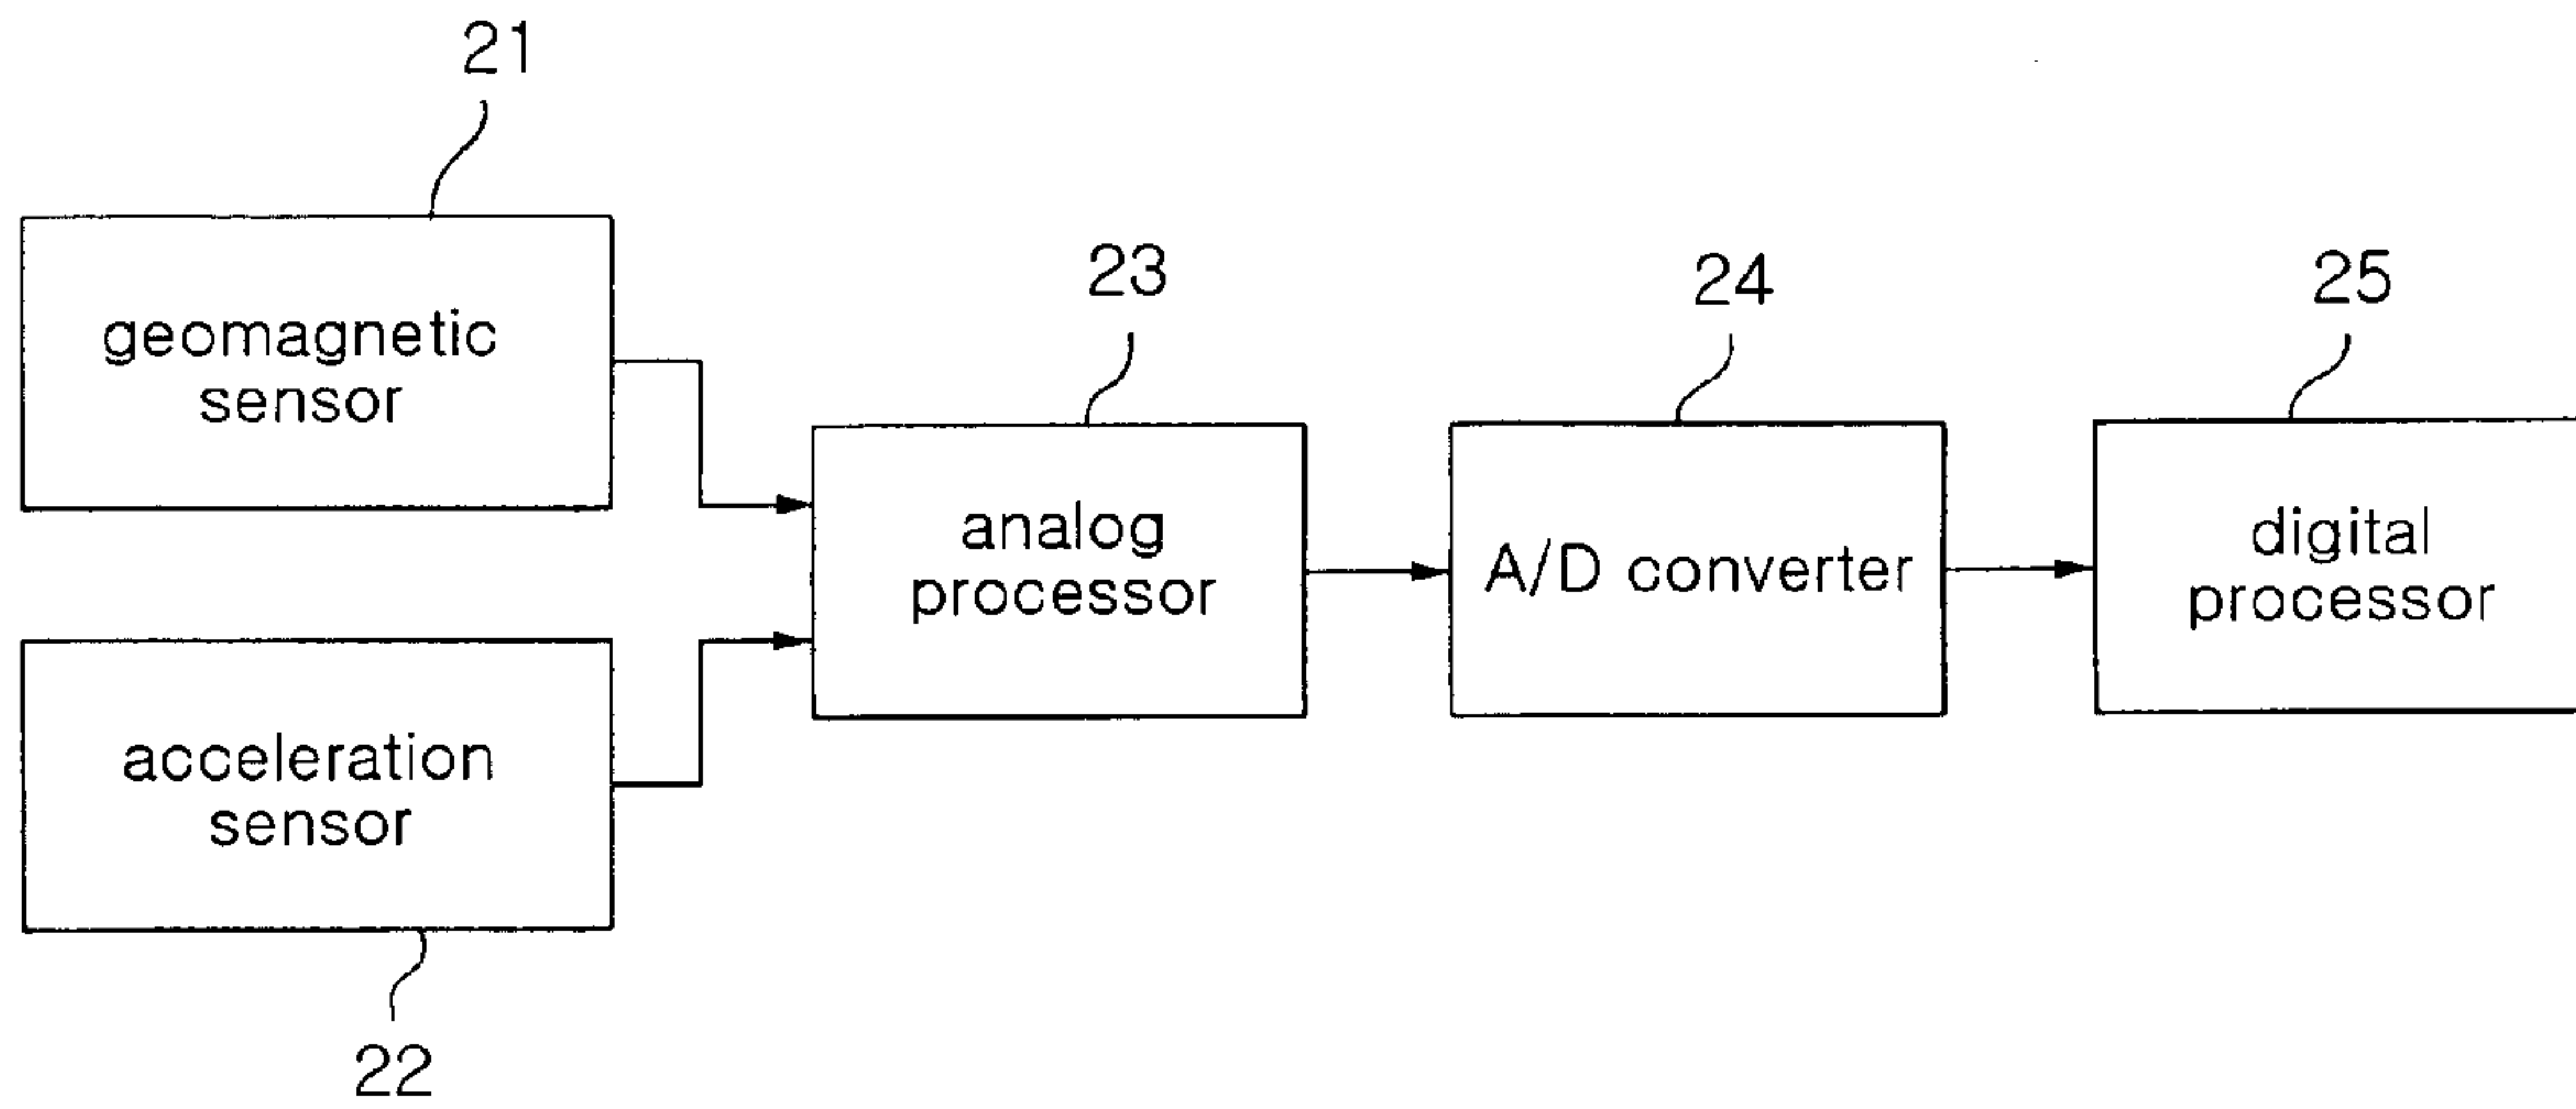 21
geomagnetic
sensor
23
analog
processor
24
A/D converter
25
digital
processor
acceleration
sensor
22